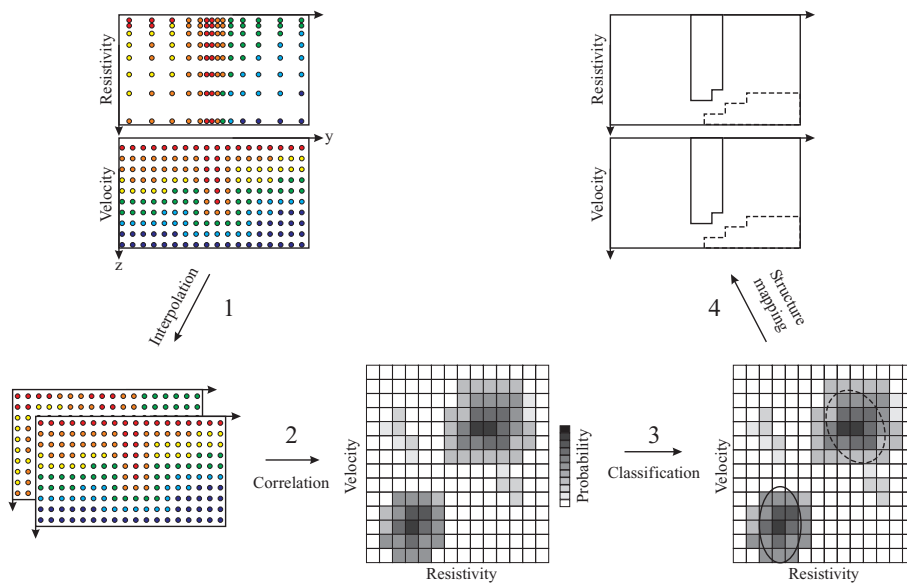 Resistivity
y
Velocity
z
Interpolation
1
Resistivity
Velocity
4
Structure
mapping
2
Correlation
Velocity
Resistivity
Probability
3
Classification
Velocity
Resistivity